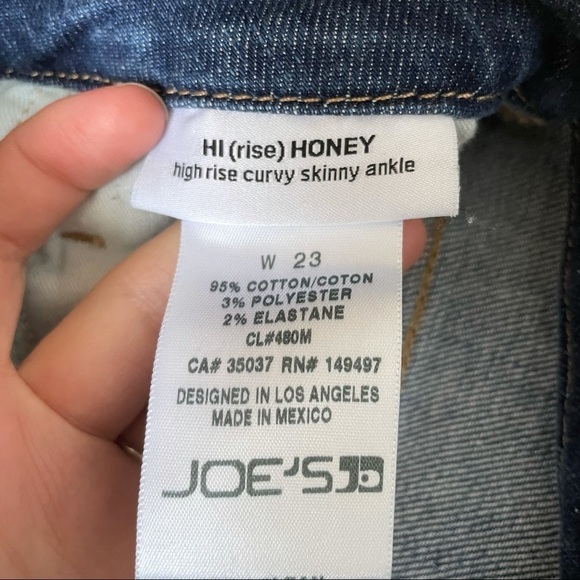 HI (rise) HONEY
high rise curvy skinny ankle
W 23
95% COTTON/COTON
3% POLYESTER
2% ELASTANE
CL#480M
CA# 35037 RN# 149497
DESIGNED IN LOS ANGELES
MADE IN MEXICO
JOE'S